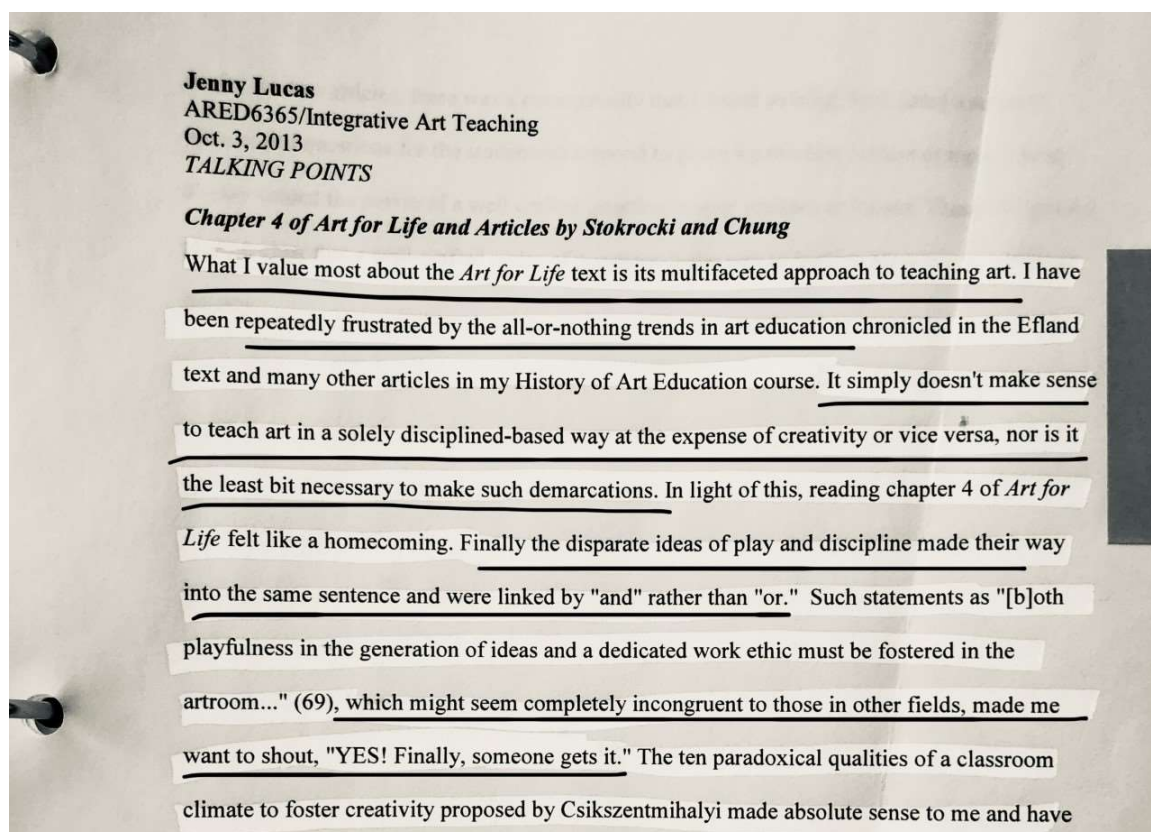 Jenny Lucas
ARED6365/Integrative Art Teaching
Oct. 3, 2013
TALKING POINTS
Chapter 4 of Art for Life and Articles by Stokrocki and Chung
What I value most about the Art for Life text is its multifaceted approach to teaching art. I have
been repeatedly frustrated by the all-or-nothing trends in art education chronicled in the Efland
text and many other articles in my History of Art Education course. It simply doesn't make sense
to teach art in a solely disciplined-based way at the expense of creativity or vice versa, nor is it
the least bit necessary to make such demarcations. In light of this, reading chapter 4 of Art for
Life felt like a homecoming. Finally the disparate ideas of play and discipline made their way
into the same sentence and were linked by "and" rather than "or." Such statements as "[b]oth
playfulness in the generation of ideas and a dedicated work ethic must be fostered in the
artroom..." (69), which might seem completely incongruent to those in other fields, made me
want to shout, "YES! Finally, someone gets it." The ten paradoxical qualities of a classroom
climate to foster creativity proposed by Csikszentmihalyi made absolute sense to me and have